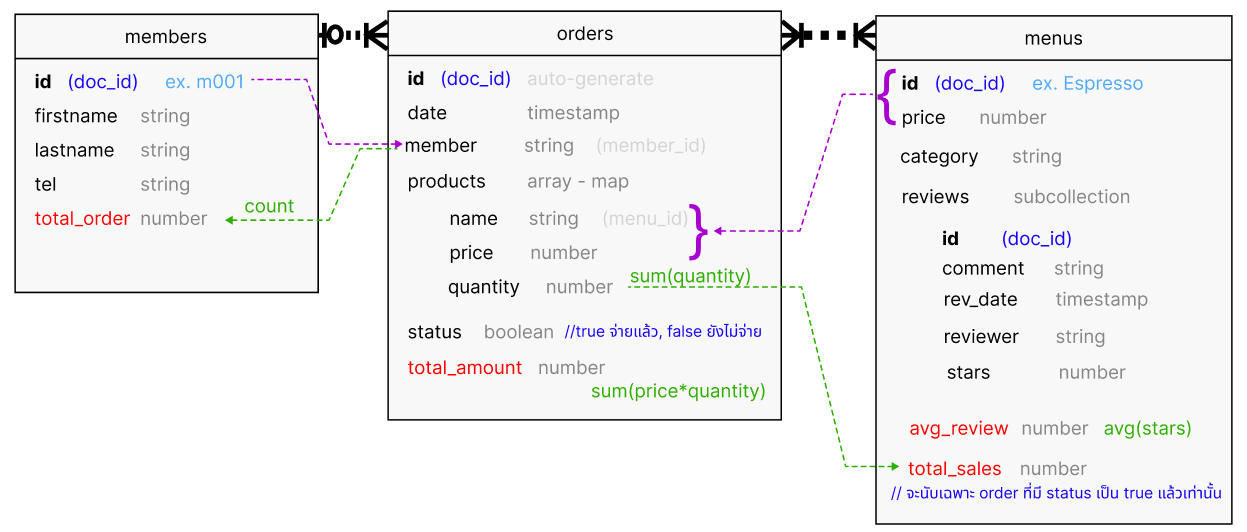 members
id (doc_id) ex. m001
firstname string
lastname string
tel string
total_order number
count
orders
id (doc_id) auto-generate
date timestamp
member string (member_id)
products array - map
name string (menu_id)
price number
quantity number sum(quantity)
status boolean //true จ่ายแล้ว, false ยังไม่จ่าย
total_amount number
sum(price*quantity)
menus
id (doc_id) ex. Espresso
price number
category string
reviews subcollection
id (doc_id)
comment string
rev_date timestamp
reviewer string
stars number
avg_review number avg(stars)
total_sales number
// จะนับเฉพาะ order ที่มี status เป็น true แล้วเท่านั้น